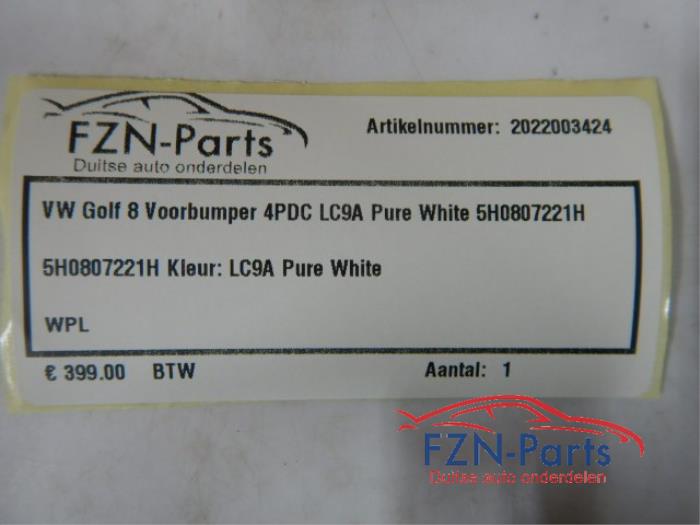 FZN-Parts
Duitse auto onderdelen
Artikelnummer: 2022003424
VW Golf 8 Voorbumper 4PDC LC9A Pure White 5H0807221H
5H0807221H Kleur: LC9A Pure White
WPL
€ 399.00 BTW
Aantal: 1
FZN-Parts
Duitse auto onderdelen